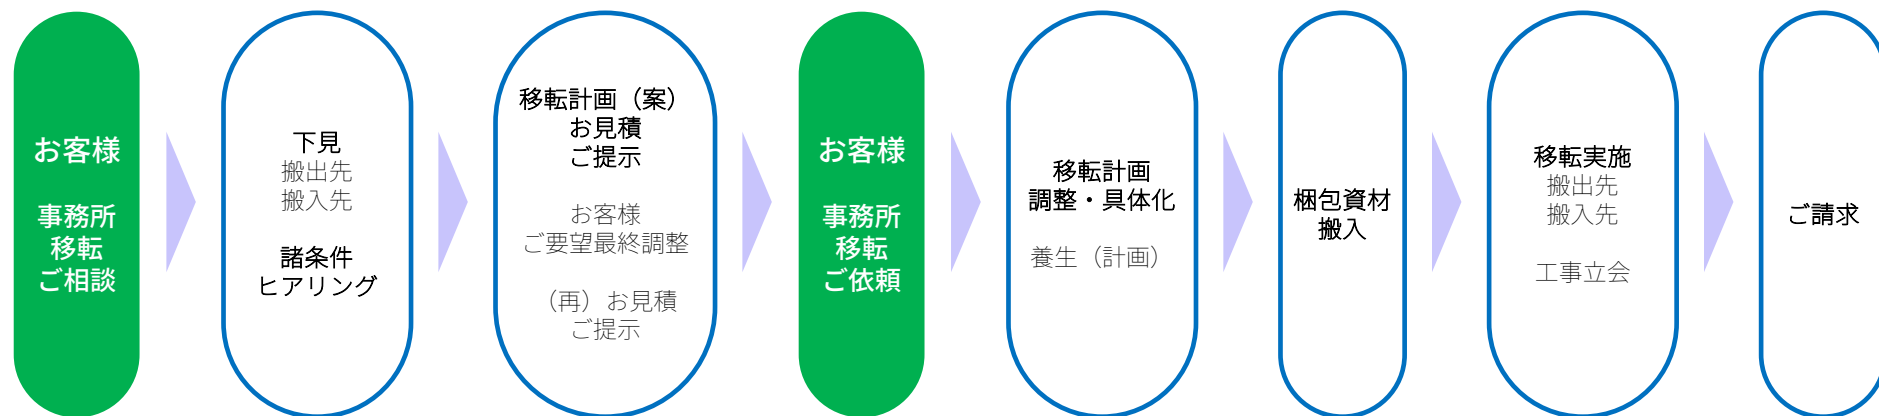 お客様
事務所
移転
ご相談
下見
搬出先
搬入先
諸条件
ヒアリング
移転計画（案）
お見積
ご提示
お客様
ご要望最終調整
（再）お見積
ご提示
お客様
事務所
移転
ご依頼
移転計画
調整・具体化
養生（計画）
梱包資材
搬入
移転実施
搬出先
搬入先
工事立会
ご請求